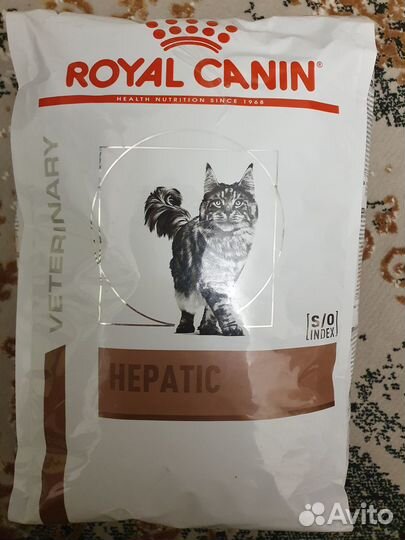 ROYAL CANIN
HEALTH NUTRITION SINCE 1968
VETERINARY
S/O
INDEX
HEPATIC
Avito